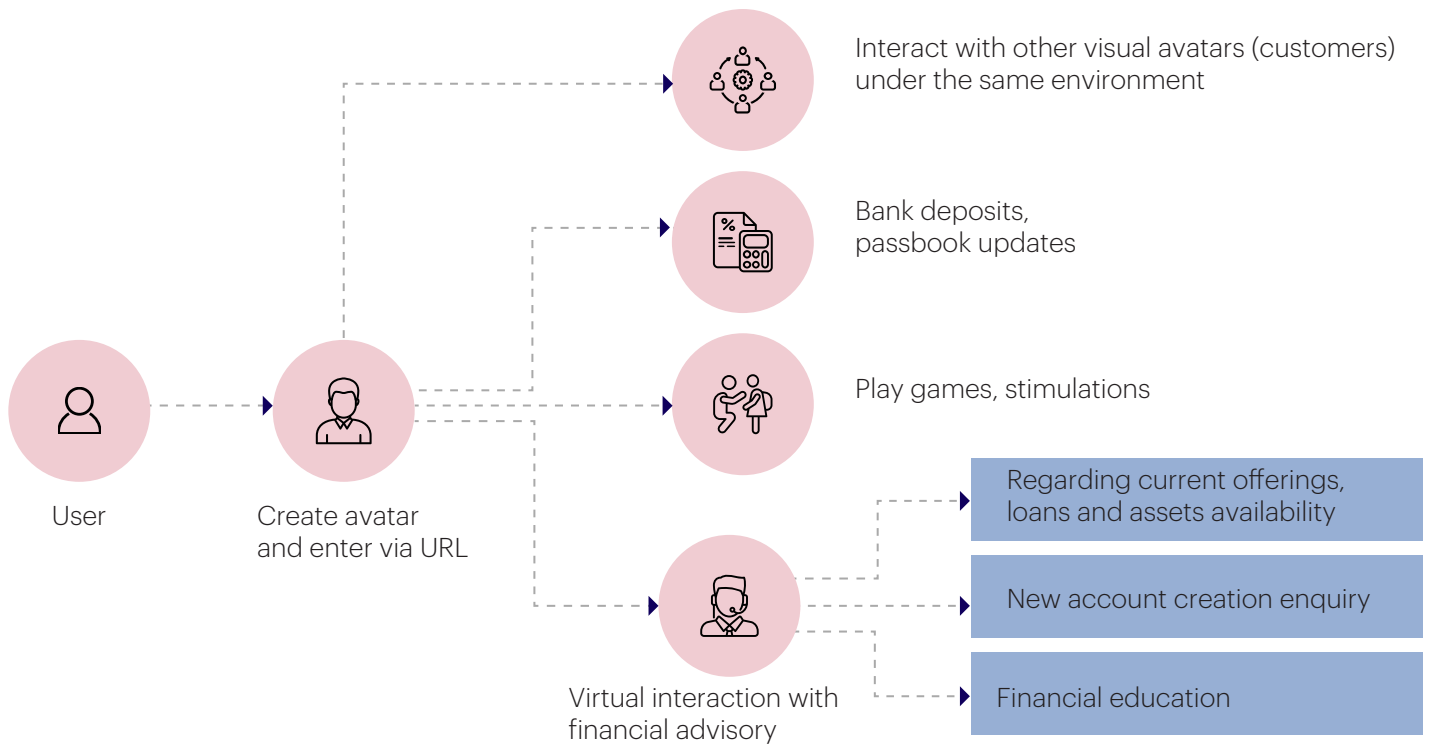 Interact with other visual avatars (customers)
under the same environment
Bank deposits,
passbook updates
Play games, stimulations
User
Create avatar
and enter via URL
Regarding current offerings,
loans and assets availability
New account creation enquiry
Financial education
Virtual interaction with
financial advisory